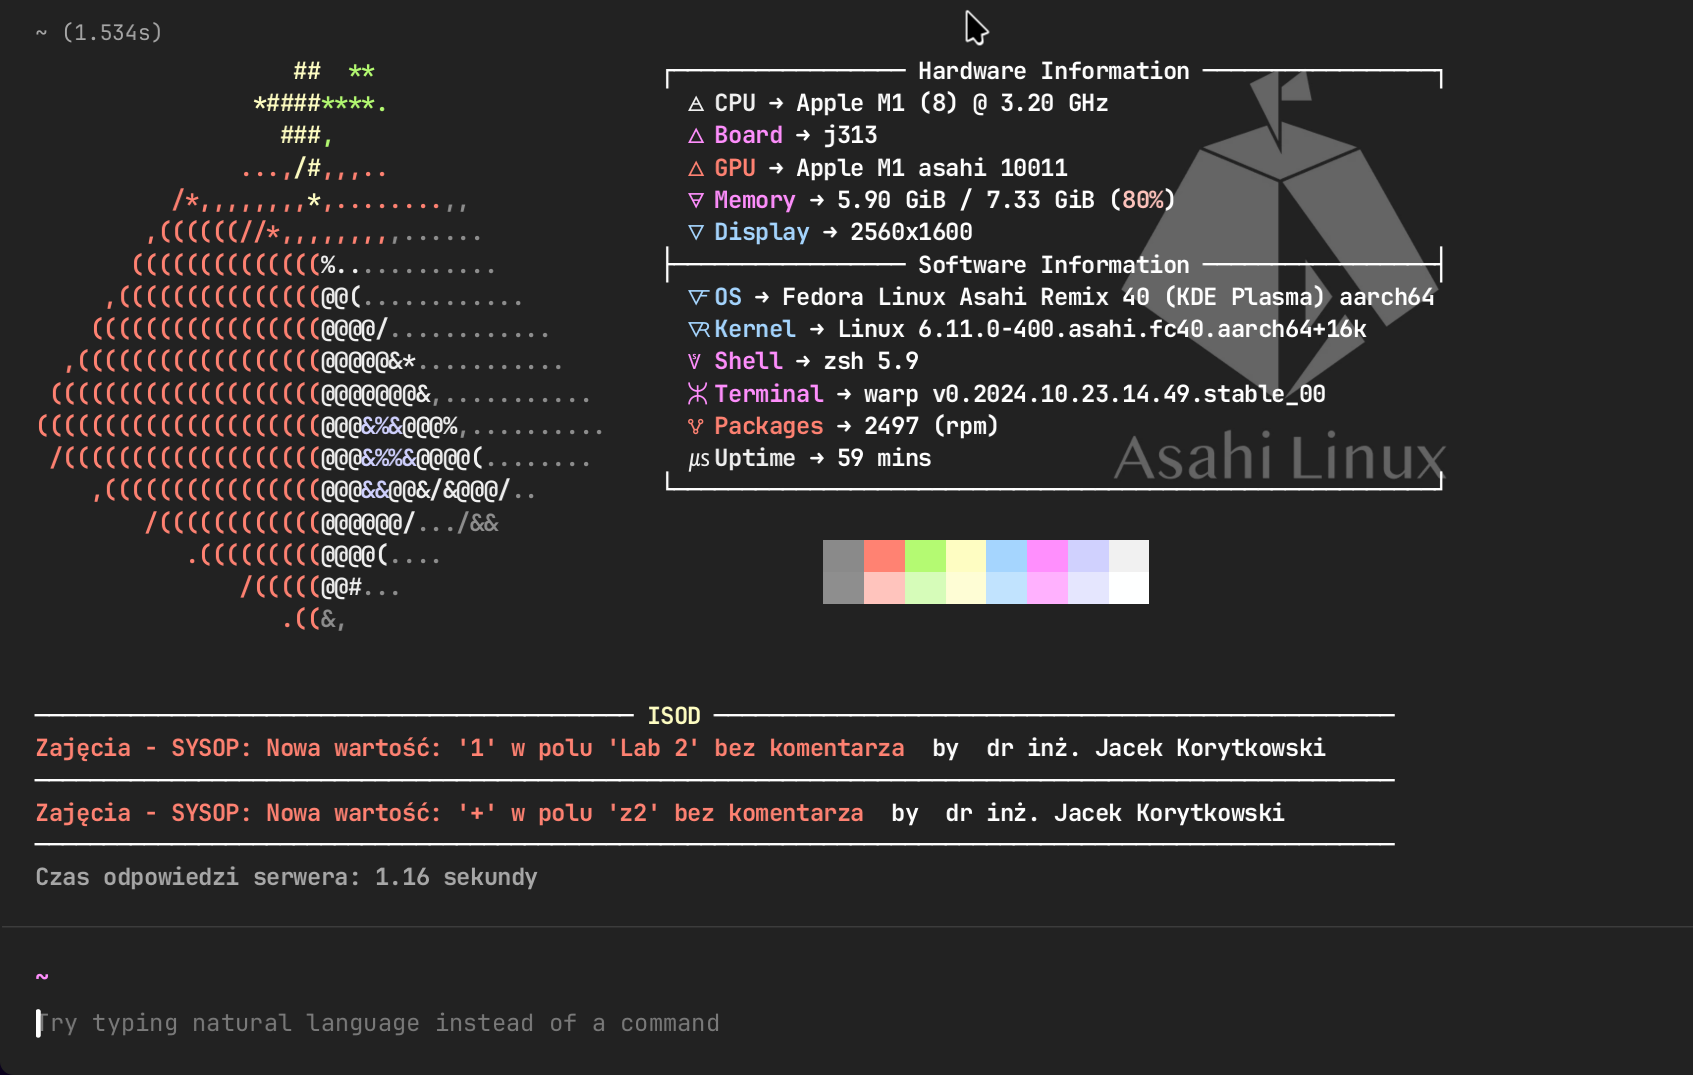 ~ (1.534s)
Hardware Information
CPU → Apple M1 (8) @ 3.20 GHz
Board → j313
GPU → Apple M1 asahi 10011
Memory → 5.90 GiB / 7.33 GiB (80%)
Display → 2560x1600
Software Information
OS → Fedora Linux Asahi Remix 40 (KDE Plasma) aarch64
Kernel → Linux 6.11.0-400.asahi.fc40.aarch64+16k
Shell → zsh 5.9
Terminal → warp v0.2024.10.23.14.49.stable_00
Packages → 2497 (rpm)
μs Uptime → 59 mins
Asahi Linux
ISOD
Zajęcia - SYSOP: Nowa wartość: '1' w polu 'Lab 2' bez komentarza  by  dr inż. Jacek Korytkowski
Zajęcia - SYSOP: Nowa wartość: '+' w polu 'z2' bez komentarza  by  dr inż. Jacek Korytkowski
Czas odpowiedzi serwera: 1.16 sekundy
~
Try typing natural language instead of a command